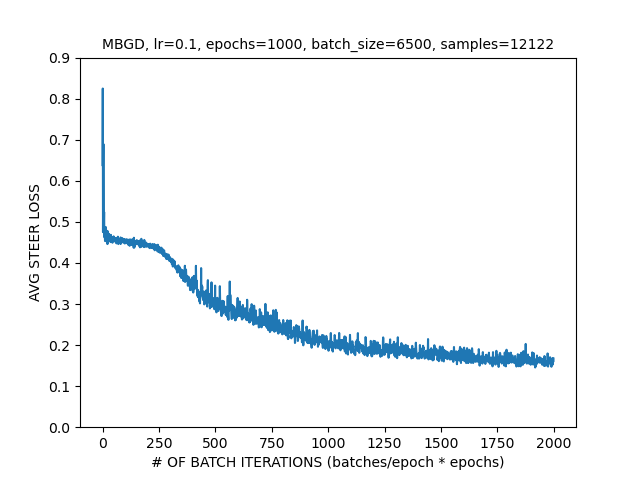 MBGD, lr=0.1, epochs=1000, batch_size=6500, samples=12122
0.9
0.8
0.7
0.6
0.5
0.4
0.3
0.2
0.1
0.0
AVG STEER LOSS
0 250 500 750 1000 1250 1500 1750 2000
# OF BATCH ITERATIONS (batches/epoch * epochs)